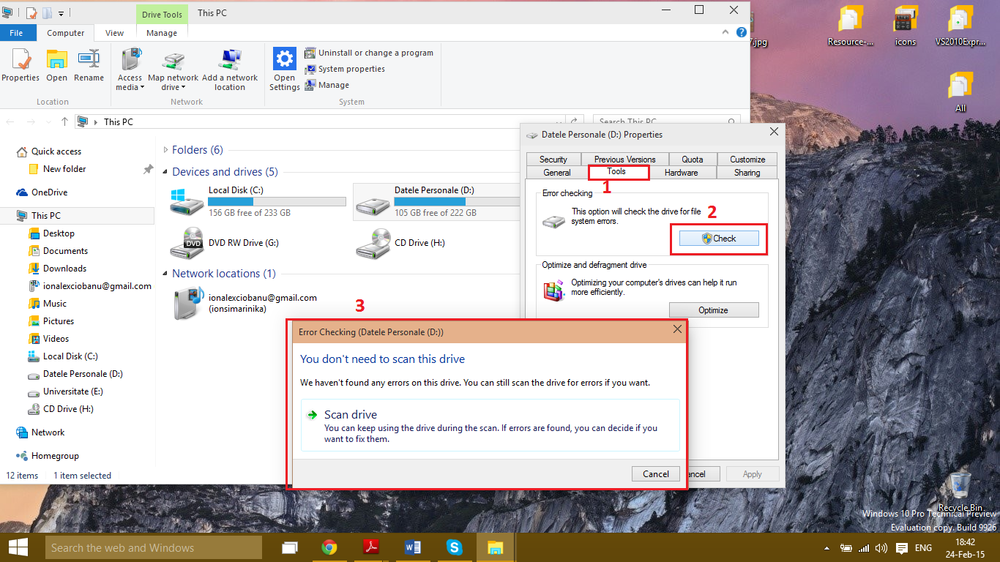 Drive Tools
This PC
File
Computer
View
Manage
Properties
Open
Rename
Access media
Map network drive
Add a network location
Open Settings
Uninstall or change a program
System properties
Manage
Location
Network
System
This PC
Search This PC
Quick access
New folder
OneDrive
This PC
Desktop
Documents
Downloads
ionalexciobanu@gmail.com
Music
Pictures
Videos
Local Disk (C:)
Datele Personale (D:)
Universitate (E:)
CD Drive (H:)
Network
Homegroup
12 items
1 item selected
Folders (6)
Devices and drives (5)
Local Disk (C:)
156 GB free of 233 GB
Datele Personale (D:)
105 GB free of 222 GB
DVD
DVD RW Drive (G:)
CD Drive (H:)
Network locations (1)
ionalexciobanu@gmail.com
(ionsimarinika)
Datele Personale (D:) Properties
Security
Previous Versions
Quota
Customize
General
Tools
Hardware
Sharing
1
Error checking
This option will check the drive for file
system errors.
2
Check
Optimize and defragment drive
Optimizing your computer's drives can help it run
more efficiently.
Optimize
ancel
Apply
3
Error Checking (Datele Personale (D:))
You don't need to scan this drive
We haven't found any errors on this drive. You can still scan the drive for errors if you want.
Scan drive
You can keep using the drive during the scan. If errors are found, you can decide if you
want to fix them.
Cancel
7.jpg
Resource-...
icons
VS2010Expr...
All
Recycle Bin
Windows 10 Pro Technical Preview
Evaluation copy. Build 9926
Search the web and Windows
ENG
18:42
24-Feb-15